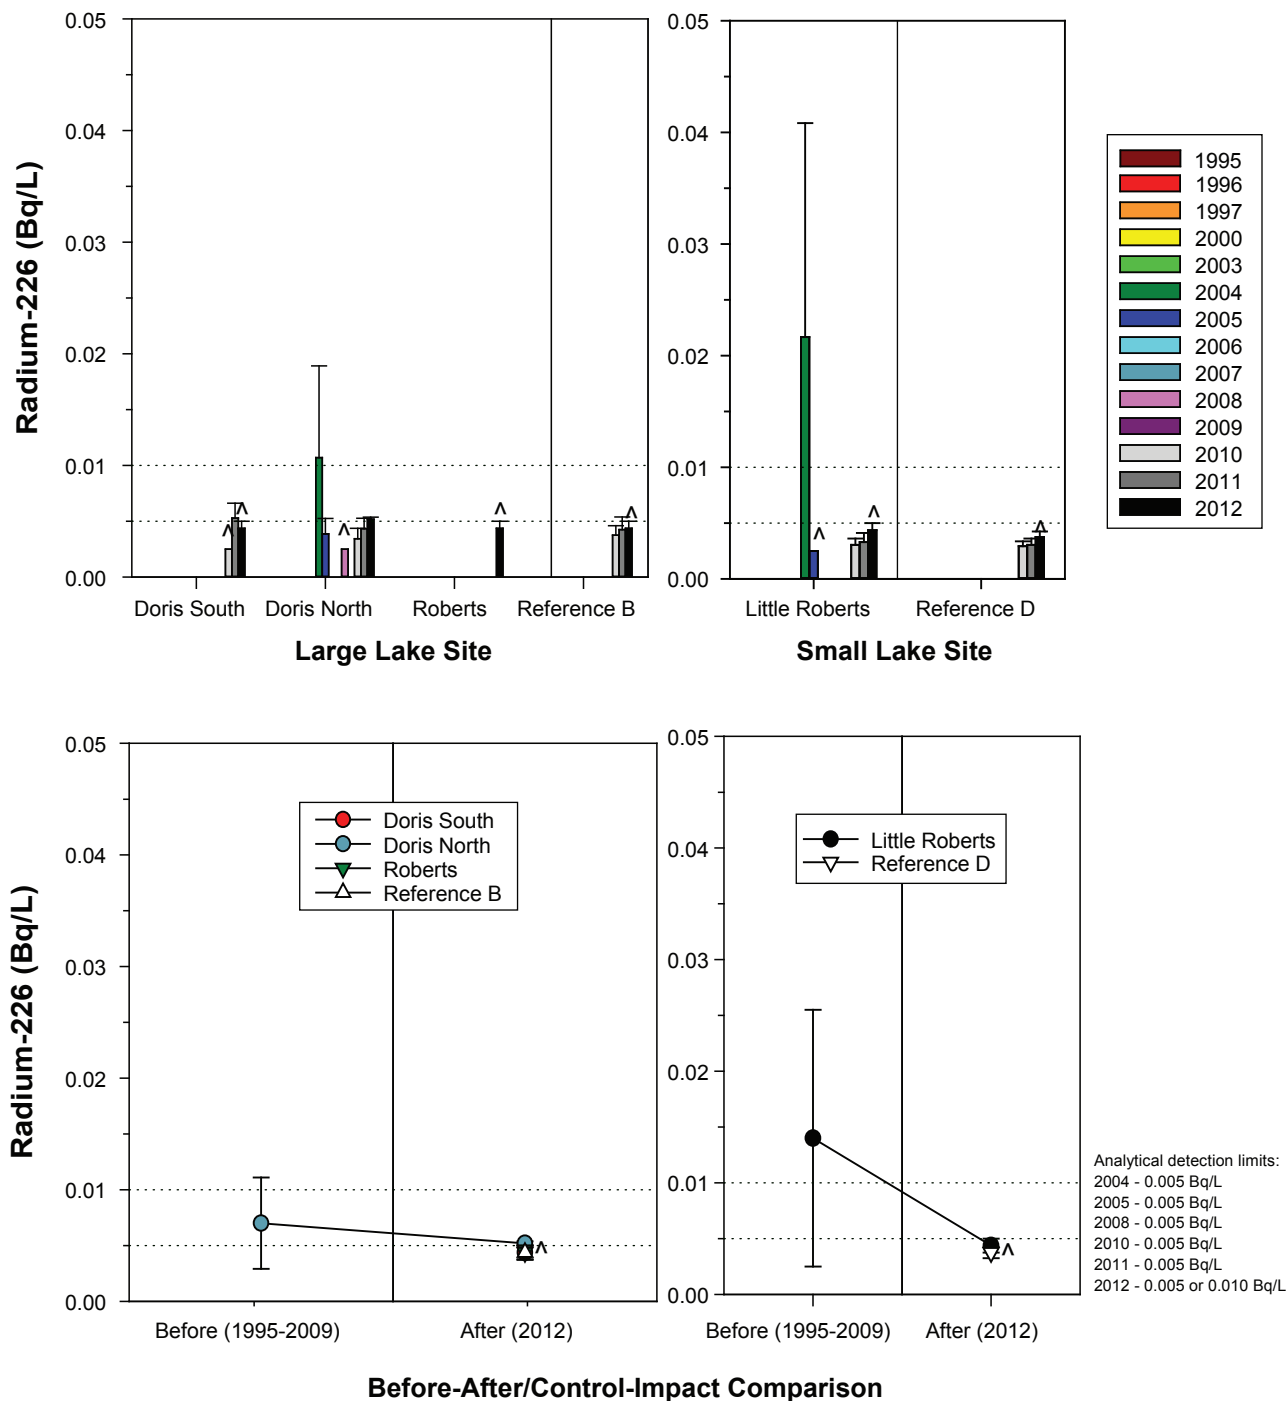 0.05
0.04
0.03
0.02
0.01
0.00
Radium-226 (Bq/L)
^ ^ ^ ^ ^
Doris South Doris North Roberts Reference B
Large Lake Site
0.05
0.04
0.03
0.02
0.01
0.00
^ ^ ^
Little Roberts Reference D
Small Lake Site
1995
1996
1997
2000
2003
2004
2005
2006
2007
2008
2009
2010
2011
2012
0.05
0.04
0.03
0.02
0.01
0.00
Radium-226 (Bq/L)
Doris South
Doris North
Roberts
Reference B
^
Before (1995-2009) After (2012)
0.05
0.04
0.03
0.02
0.01
0.00
Little Roberts
Reference D
^
Before (1995-2009) After (2012)
Analytical detection limits:
2004 - 0.005 Bq/L
2005 - 0.005 Bq/L
2008 - 0.005 Bq/L
2010 - 0.005 Bq/L
2011 - 0.005 Bq/L
2012 - 0.005 or 0.010 Bq/L
Before-After/Control-Impact Comparison